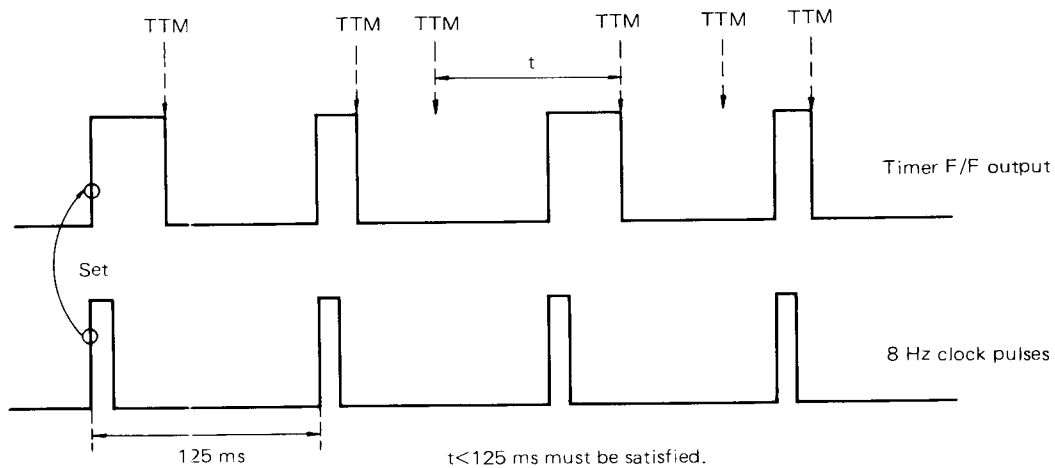 TTM TTM TTM TTM TTM TTM
t
Timer F/F output
Set
8 Hz clock pulses
125 ms
t<125 ms must be satisfied.